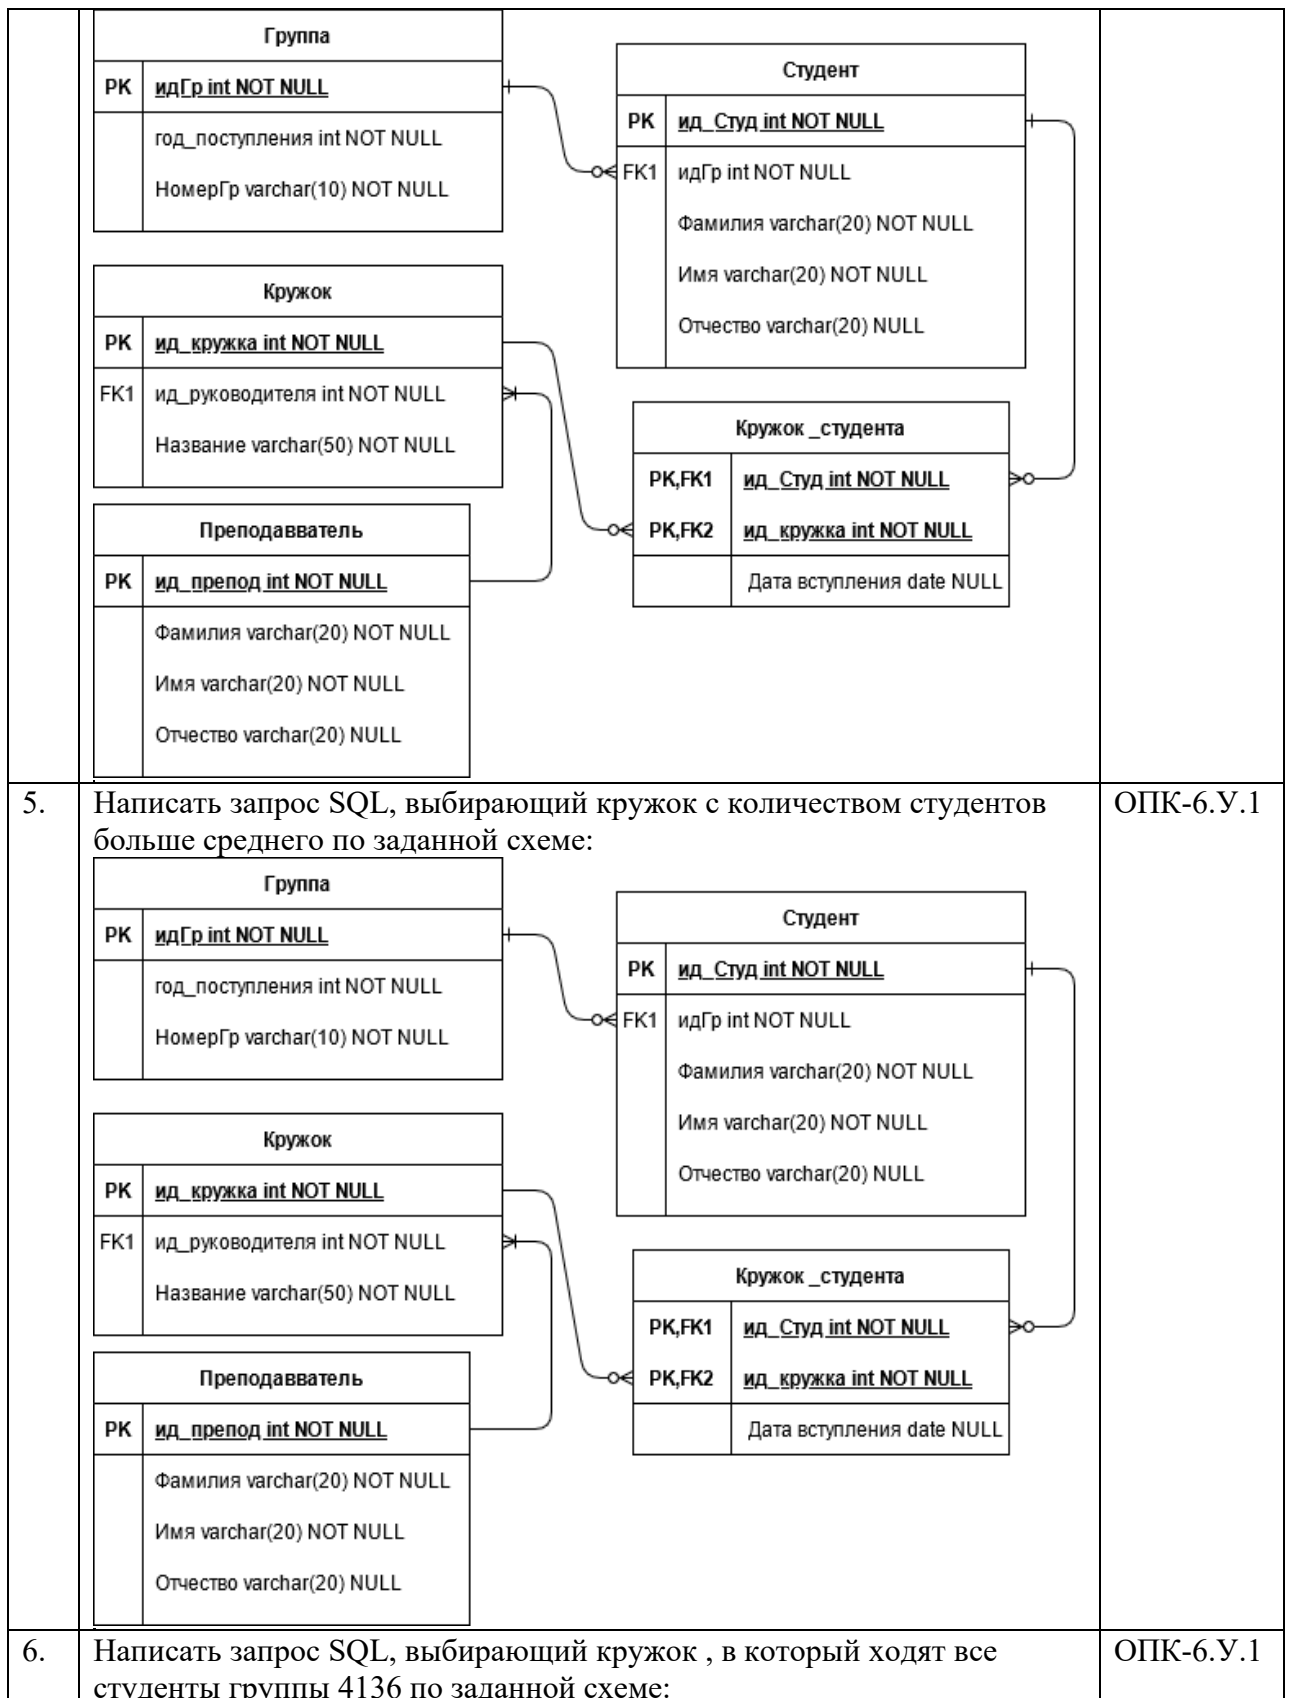 Группа
PK идГр int NOT NULL
год_поступления int NOT NULL
НомерГр varchar(10) NOT NULL
Студент
PK ид_Студ int NOT NULL
FK1 идГр int NOT NULL
Фамилия varchar(20) NOT NULL
Имя varchar(20) NOT NULL
Отчество varchar(20) NULL
Кружок
PK ид_кружка int NOT NULL
FK1 ид_руководителя int NOT NULL
Название varchar(50) NOT NULL
Кружок _студента
PK,FK1 ид_Студ int NOT NULL
PK,FK2 ид_кружка int NOT NULL
Дата вступления date NULL
Преподавватель
PK ид_препод int NOT NULL
Фамилия varchar(20) NOT NULL
Имя varchar(20) NOT NULL
Отчество varchar(20) NULL
5. Написать запрос SQL, выбирающий кружок с количеством студентов ОПК-6.У.1
больше среднего по заданной схеме:
Группа
PK идГр int NOT NULL
год_поступления int NOT NULL
НомерГр varchar(10) NOT NULL
Студент
PK ид_Студ int NOT NULL
FK1 идГр int NOT NULL
Фамилия varchar(20) NOT NULL
Имя varchar(20) NOT NULL
Отчество varchar(20) NULL
Кружок
PK ид_кружка int NOT NULL
FK1 ид_руководителя int NOT NULL
Название varchar(50) NOT NULL
Кружок _студента
PK,FK1 ид_Студ int NOT NULL
PK,FK2 ид_кружка int NOT NULL
Дата вступления date NULL
Преподавватель
PK ид_препод int NOT NULL
Фамилия varchar(20) NOT NULL
Имя varchar(20) NOT NULL
Отчество varchar(20) NULL
6. Написать запрос SQL, выбирающий кружок , в который ходят все ОПК-6.У.1
студенты группы 4136 по заданной схеме: